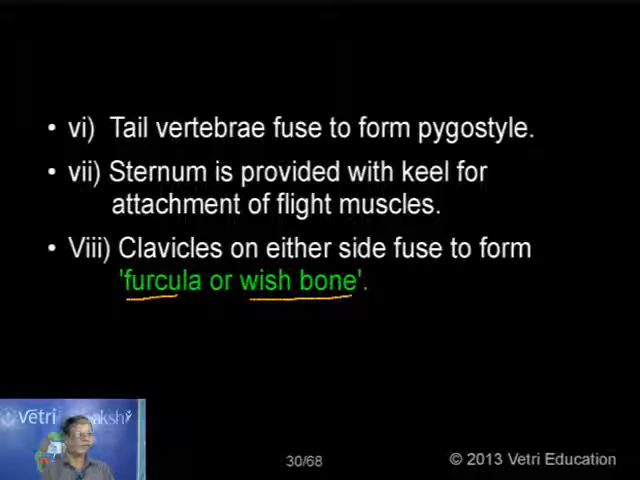 • vi) Tail vertebrae fuse to form pygostyle.
• vii) Sternum is provided with keel for
attachment of flight muscles.
• Viii) Clavicles on either side fuse to form
'furcula or wish bone'.
vetri
30/68
© 2013 Vetri Education